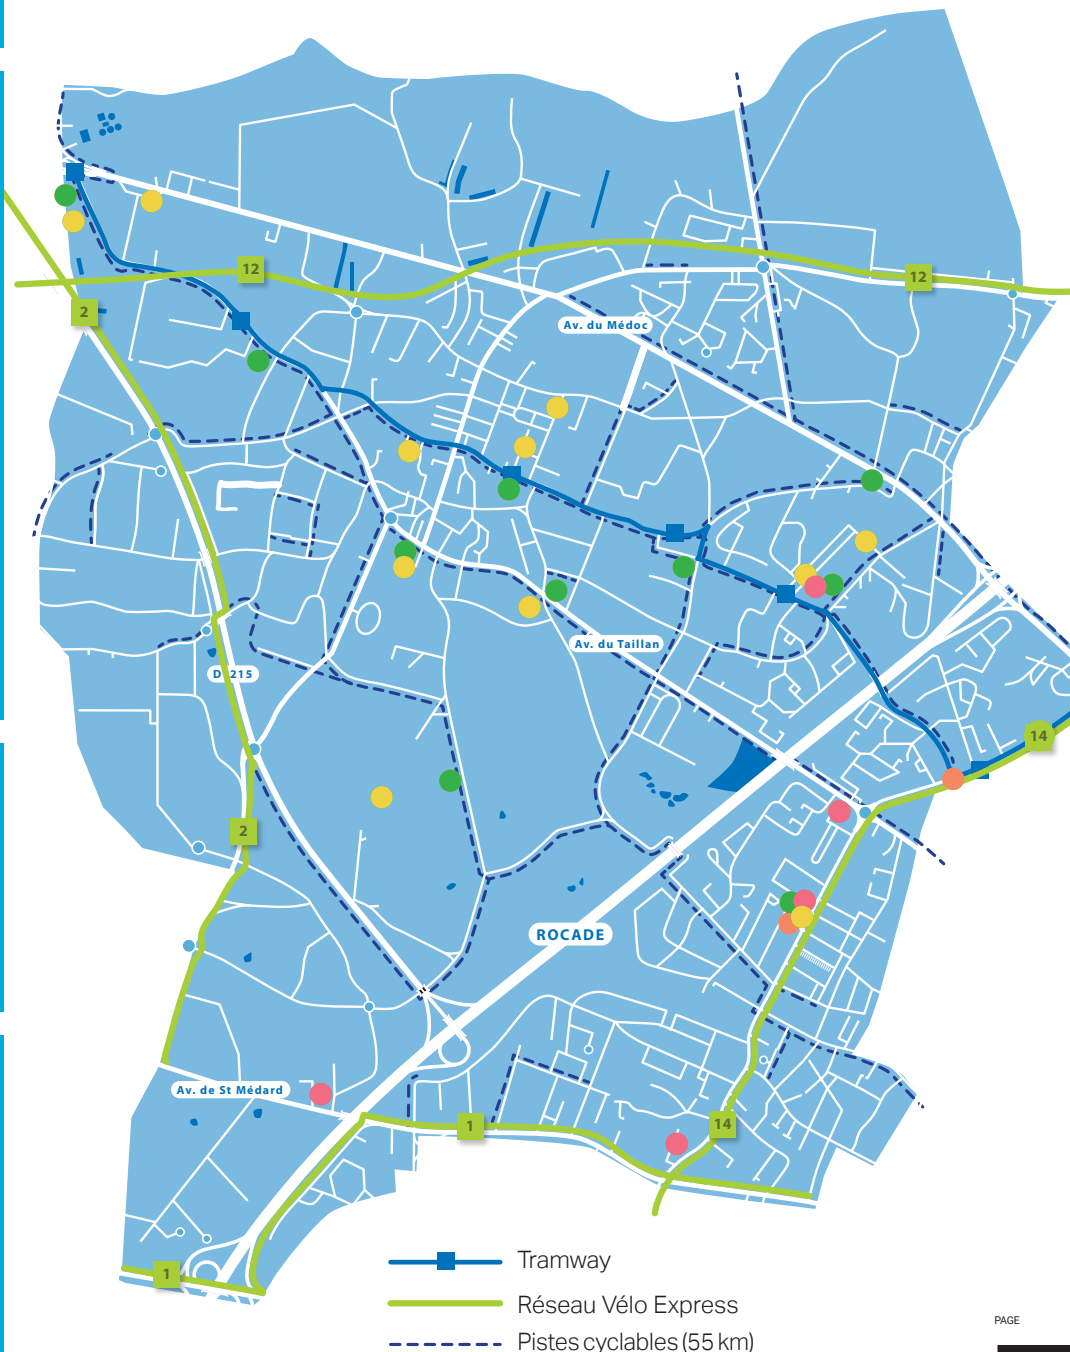 12
12
2
Av. du Médoc
Av. du Taillan
D1215
14
2
ROCADE
Av. de St Médard
1
14
1
Tramway
Réseau Vélo Express
Pistes cyclables (55 km)
PAGE